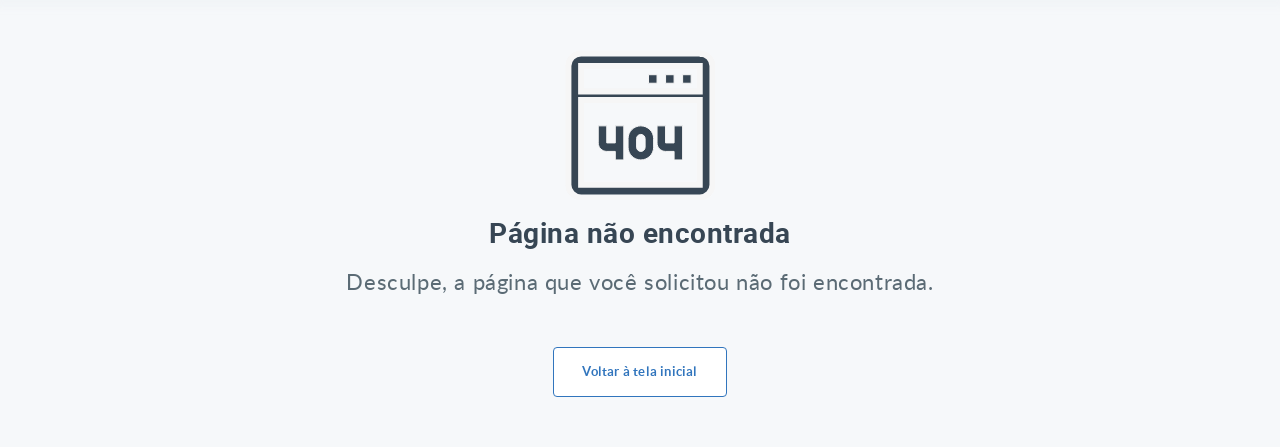 404
Página não encontrada
Desculpe, a página que você solicitou não foi encontrada.
Voltar à tela inicial